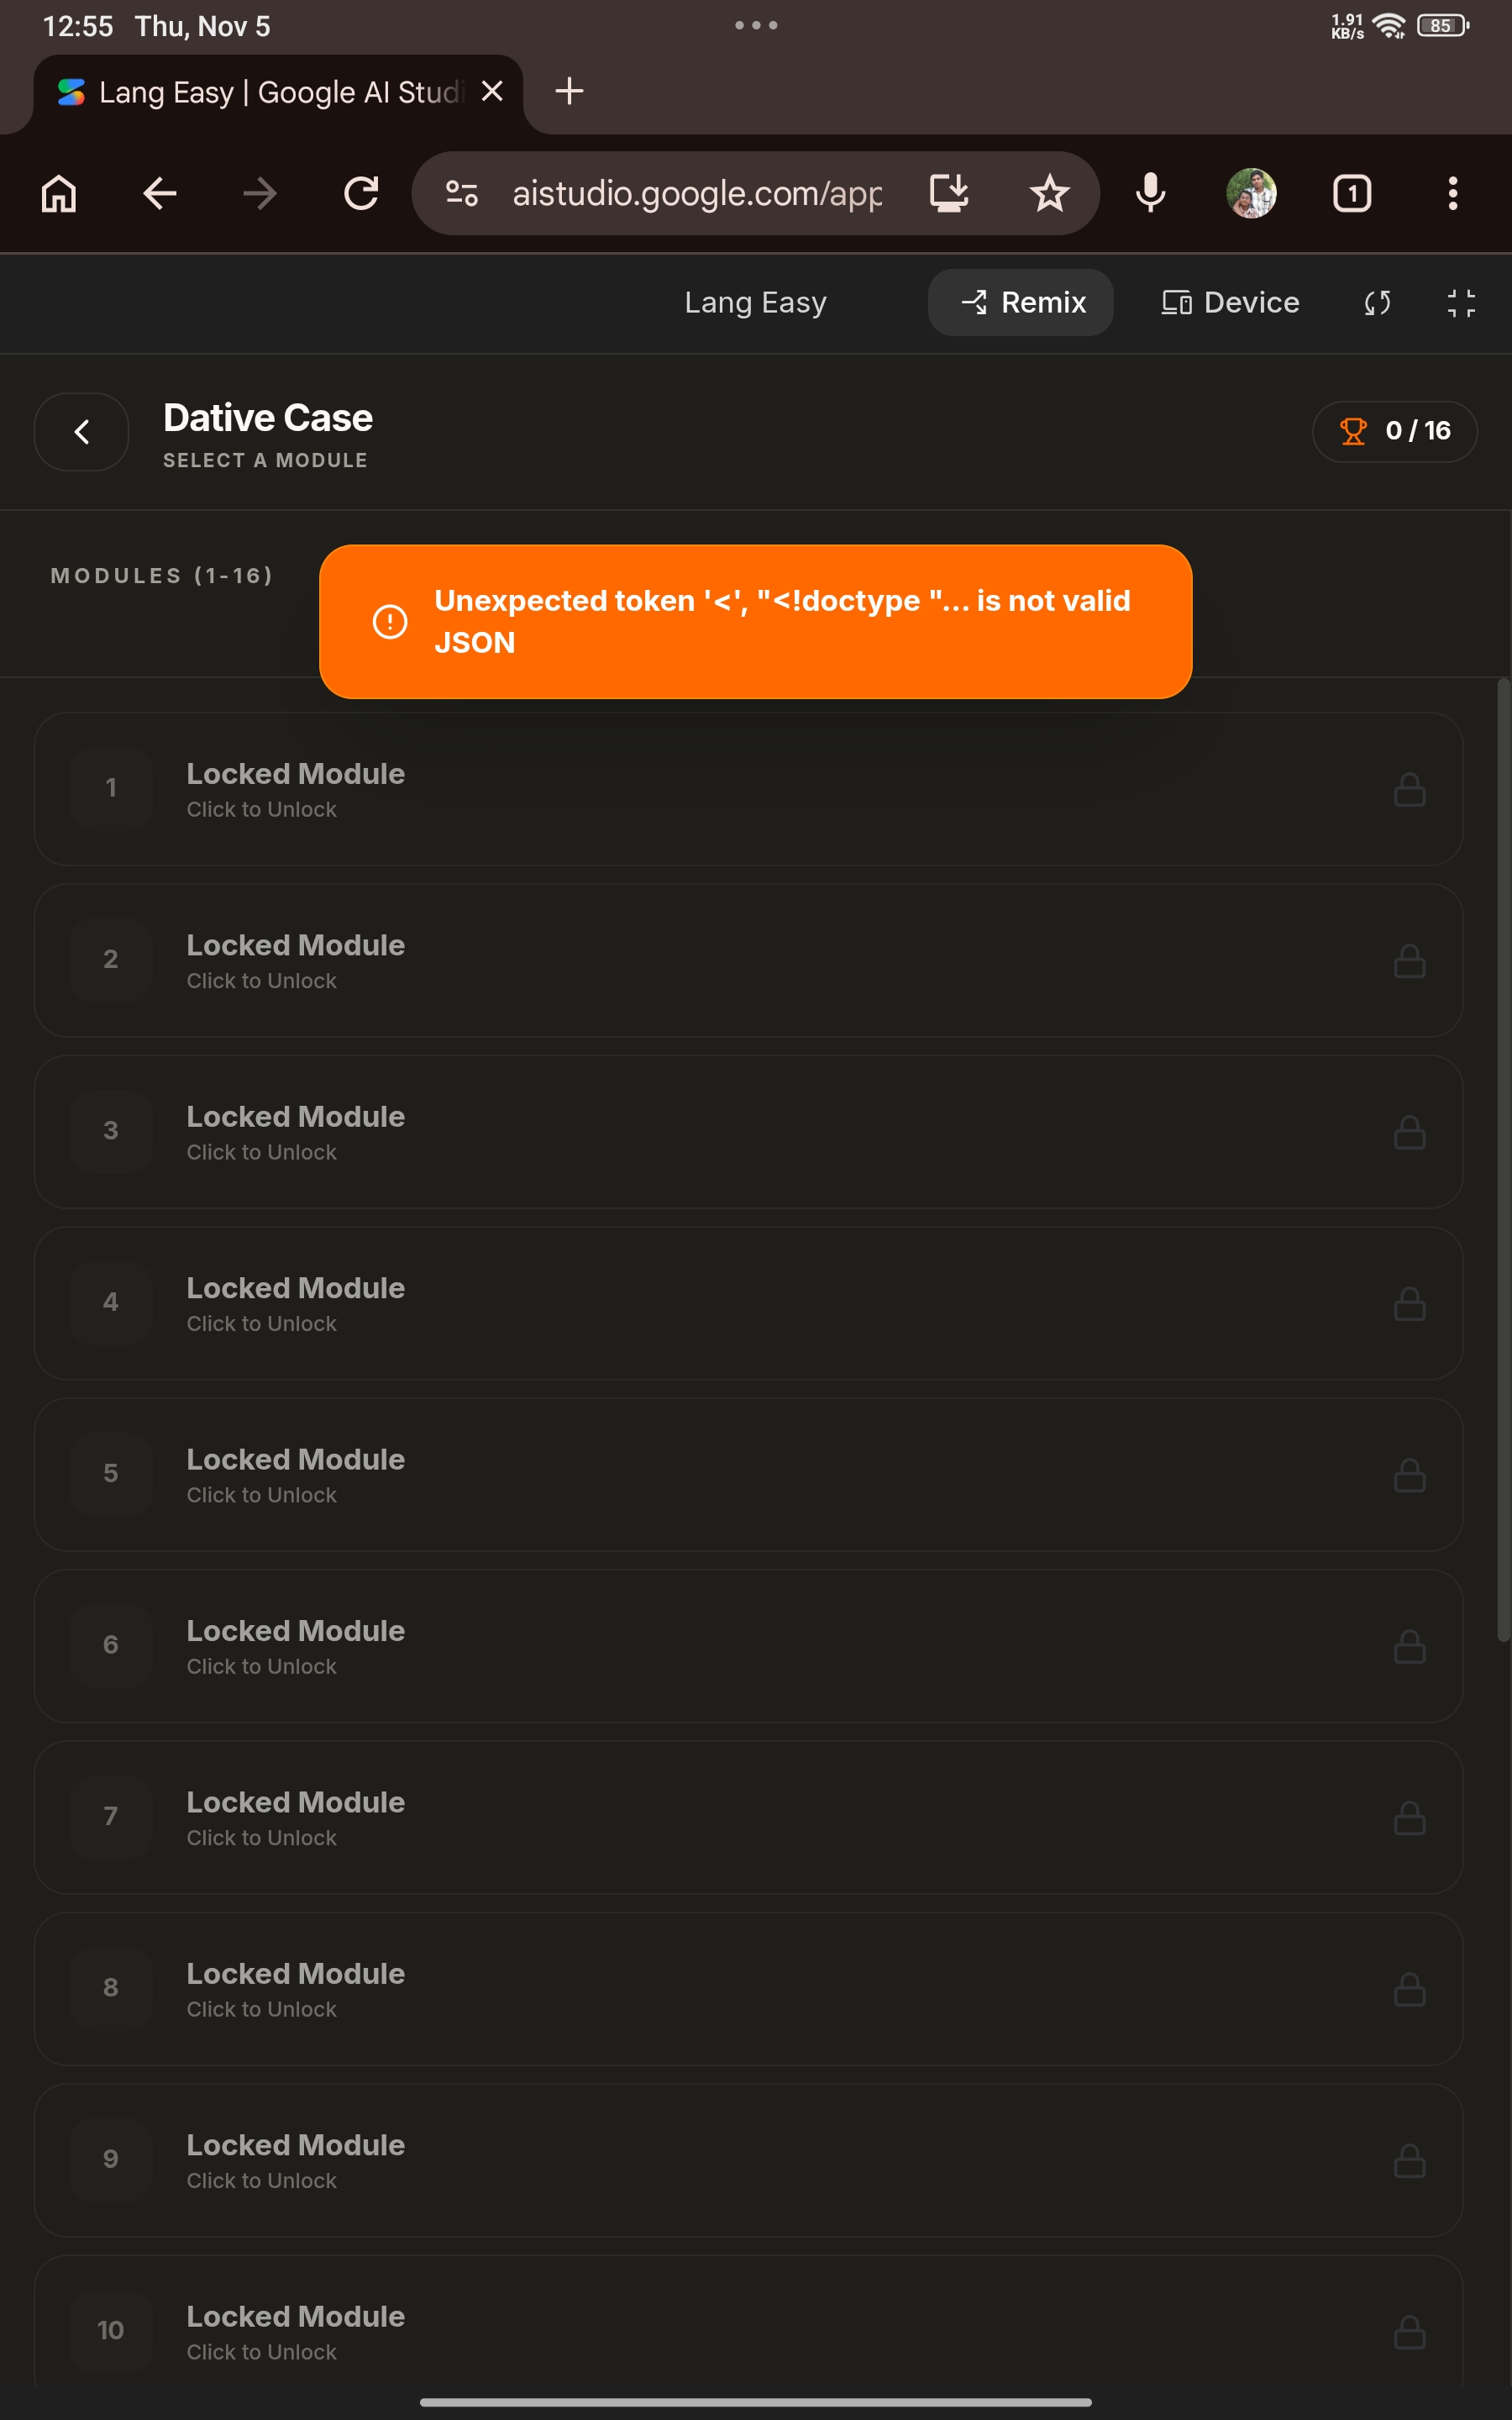 12:55 Thu, Nov 5
1.91 KB/s
85
Lang Easy | Google AI Studi
aistudio.google.com/app
1
Lang Easy
Remix
Device
Dative Case
SELECT A MODULE
0 / 16
MODULES (1-16)
Unexpected token '<', "<!doctype "... is not valid
JSON
1
Locked Module
Click to Unlock
2
Locked Module
Click to Unlock
3
Locked Module
Click to Unlock
4
Locked Module
Click to Unlock
5
Locked Module
Click to Unlock
6
Locked Module
Click to Unlock
7
Locked Module
Click to Unlock
8
Locked Module
Click to Unlock
9
Locked Module
Click to Unlock
10
Locked Module
Click to Unlock